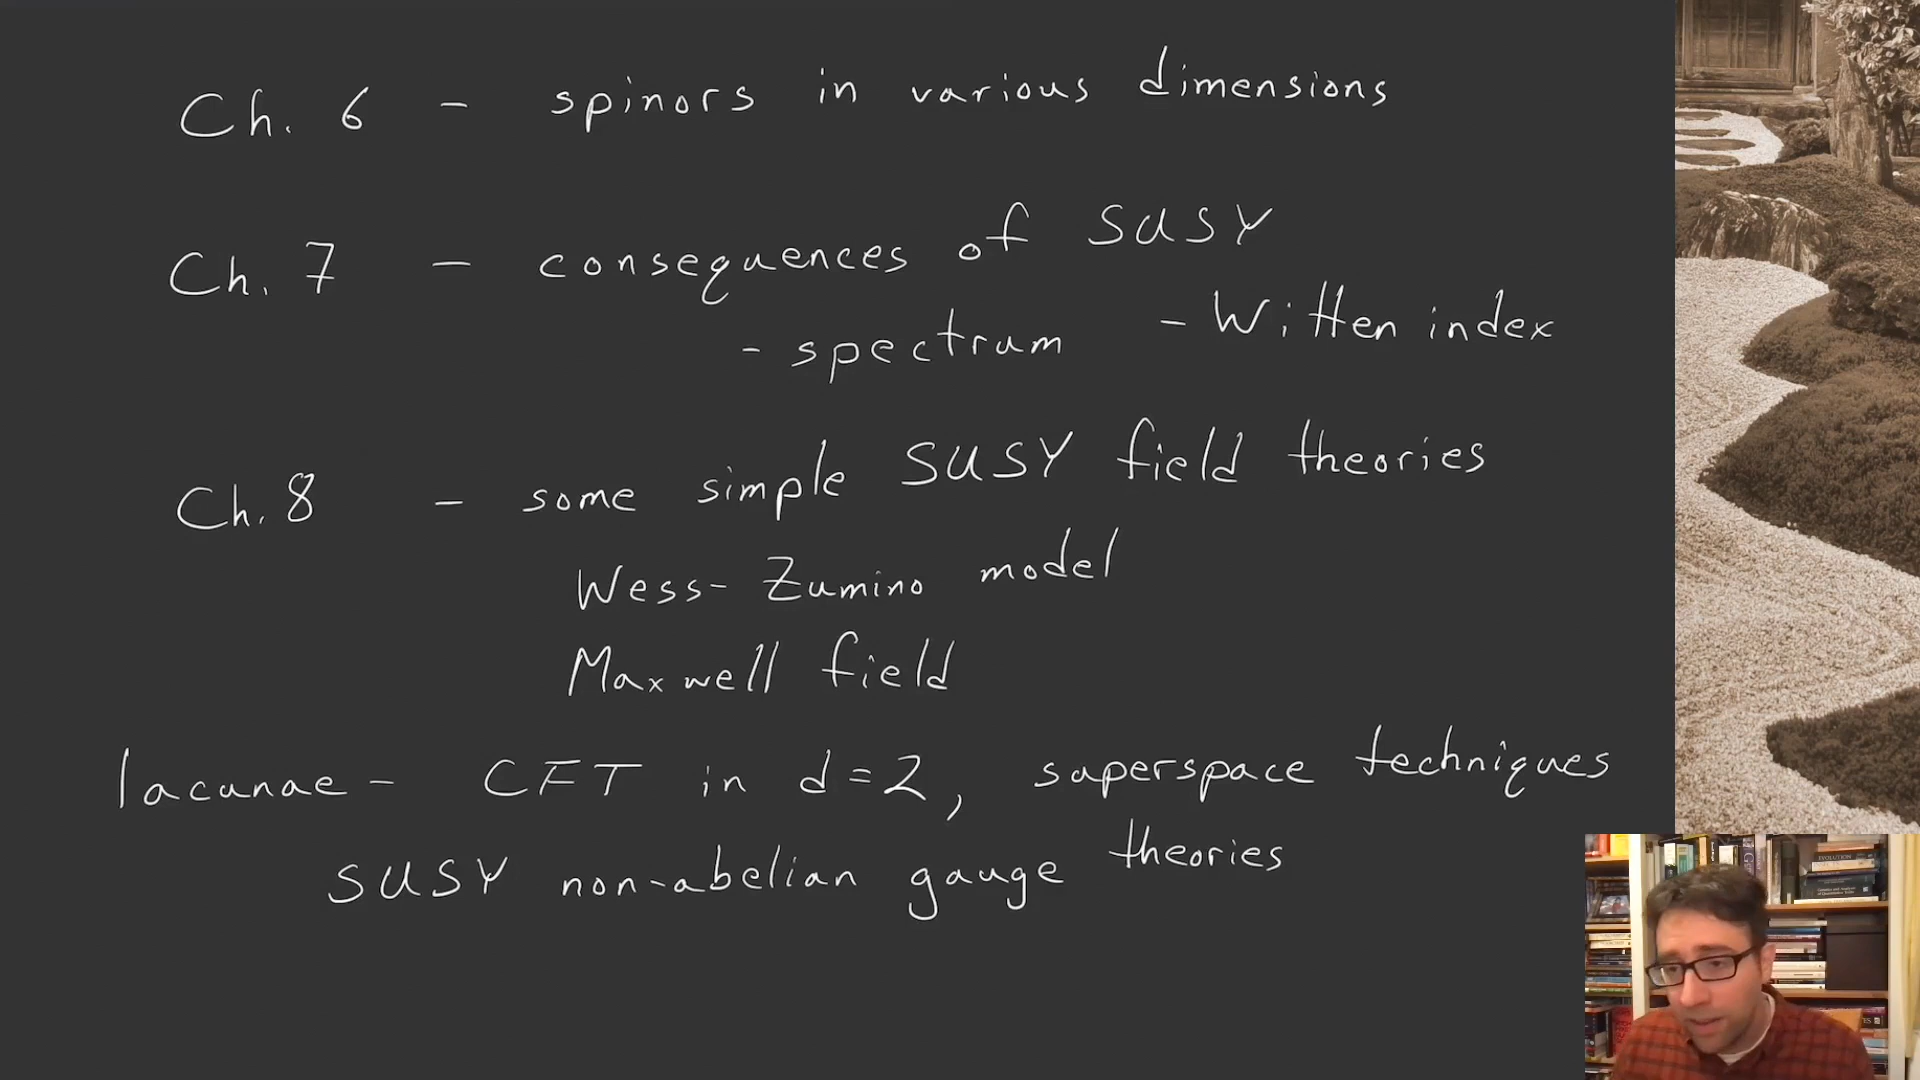 Ch. 6 - spinors in various dimensions
Ch. 7 - consequences of SUSY
- spectrum - Witten index
Ch. 8 - some simple SUSY field theories
Wess-Zumino model
Maxwell field
lacunae - CFT in d=2, superspace techniques
SUSY non-abelian gauge theories
EVOLUTION